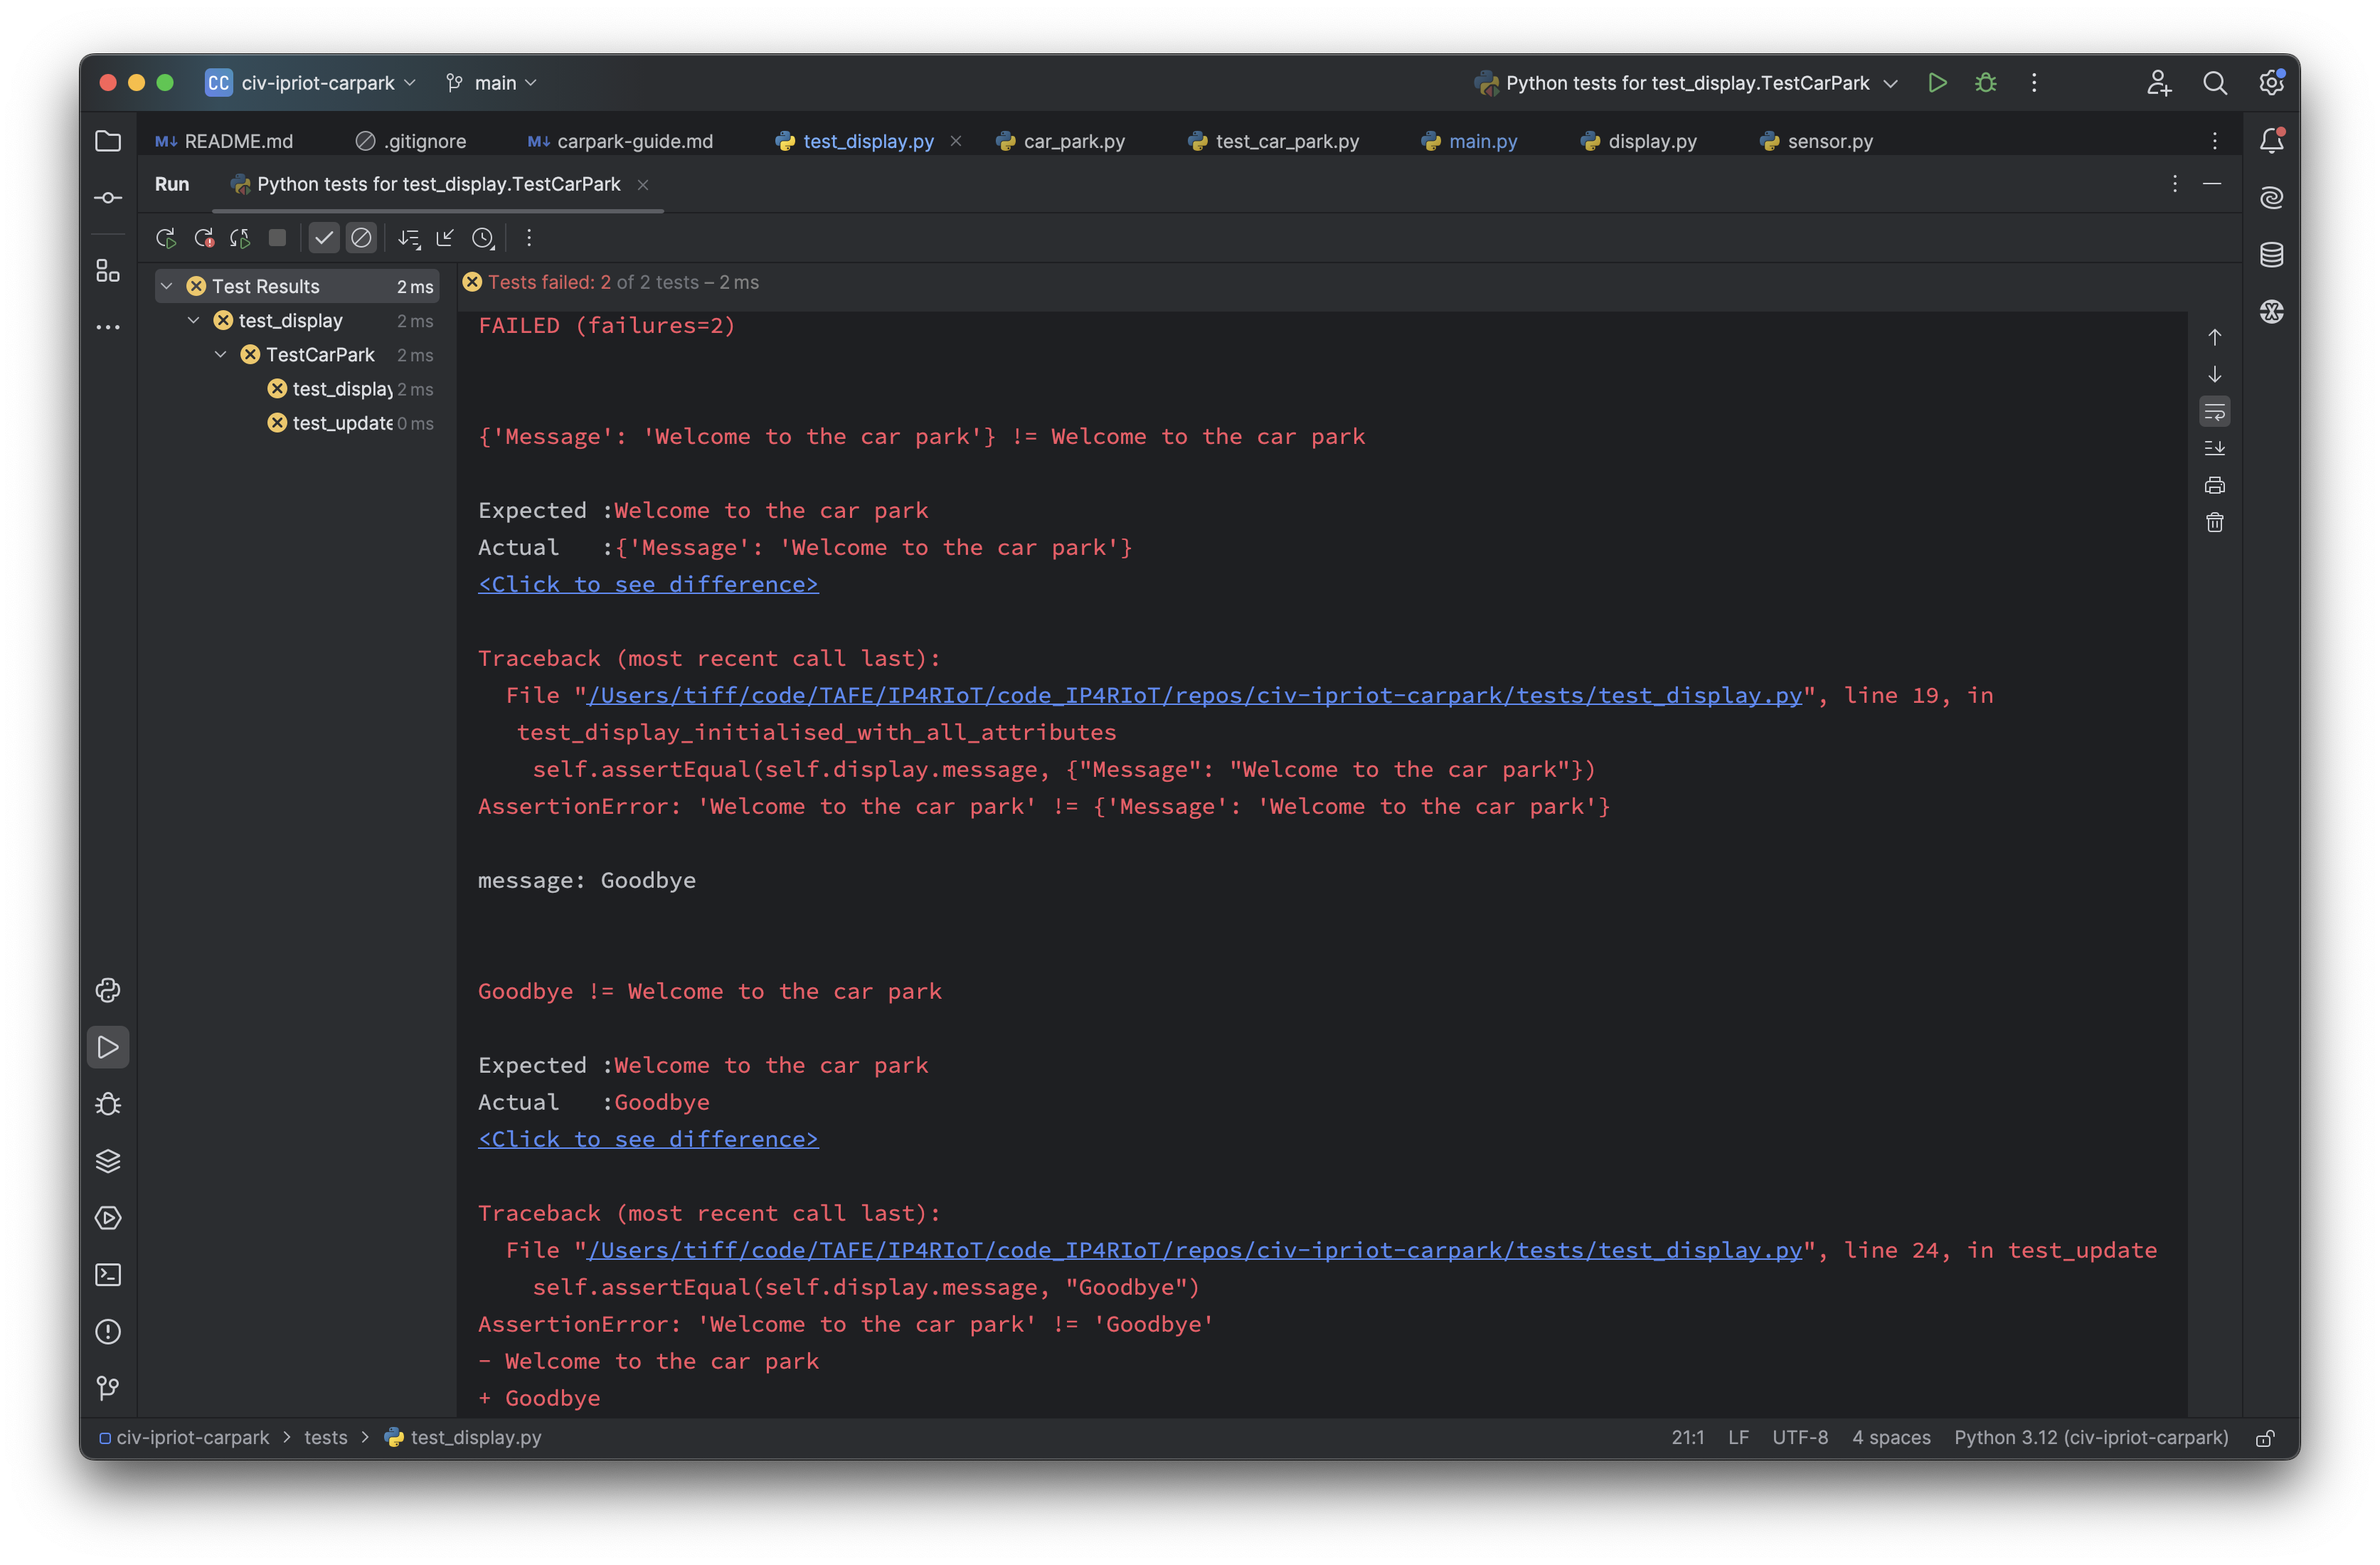 CC civ-ipriot-carpark main Python tests for test_display.TestCarPark
M↓ README.md .gitignore M↓ carpark-guide.md test_display.py car_park.py test_car_park.py main.py display.py sensor.py
Run Python tests for test_display.TestCarPark
Test Results 2 ms
test_display 2 ms
TestCarPark 2 ms
test_display 2 ms
test_update 0 ms
Tests failed: 2 of 2 tests – 2 ms
FAILED (failures=2)
{'Message': 'Welcome to the car park'} != Welcome to the car park
Expected :Welcome to the car park
Actual   :{'Message': 'Welcome to the car park'}
<Click to see difference>
Traceback (most recent call last):
File "/Users/tiff/code/TAFE/IP4RIoT/code_IP4RIoT/repos/civ-ipriot-carpark/tests/test_display.py", line 19, in
test_display_initialised_with_all_attributes
self.assertEqual(self.display.message, {"Message": "Welcome to the car park"})
AssertionError: 'Welcome to the car park' != {'Message': 'Welcome to the car park'}
message: Goodbye
Goodbye != Welcome to the car park
Expected :Welcome to the car park
Actual   :Goodbye
<Click to see difference>
Traceback (most recent call last):
File "/Users/tiff/code/TAFE/IP4RIoT/code_IP4RIoT/repos/civ-ipriot-carpark/tests/test_display.py", line 24, in test_update
self.assertEqual(self.display.message, "Goodbye")
AssertionError: 'Welcome to the car park' != 'Goodbye'
- Welcome to the car park
+ Goodbye
civ-ipriot-carpark > tests > test_display.py 21:1 LF UTF-8 4 spaces Python 3.12 (civ-ipriot-carpark)